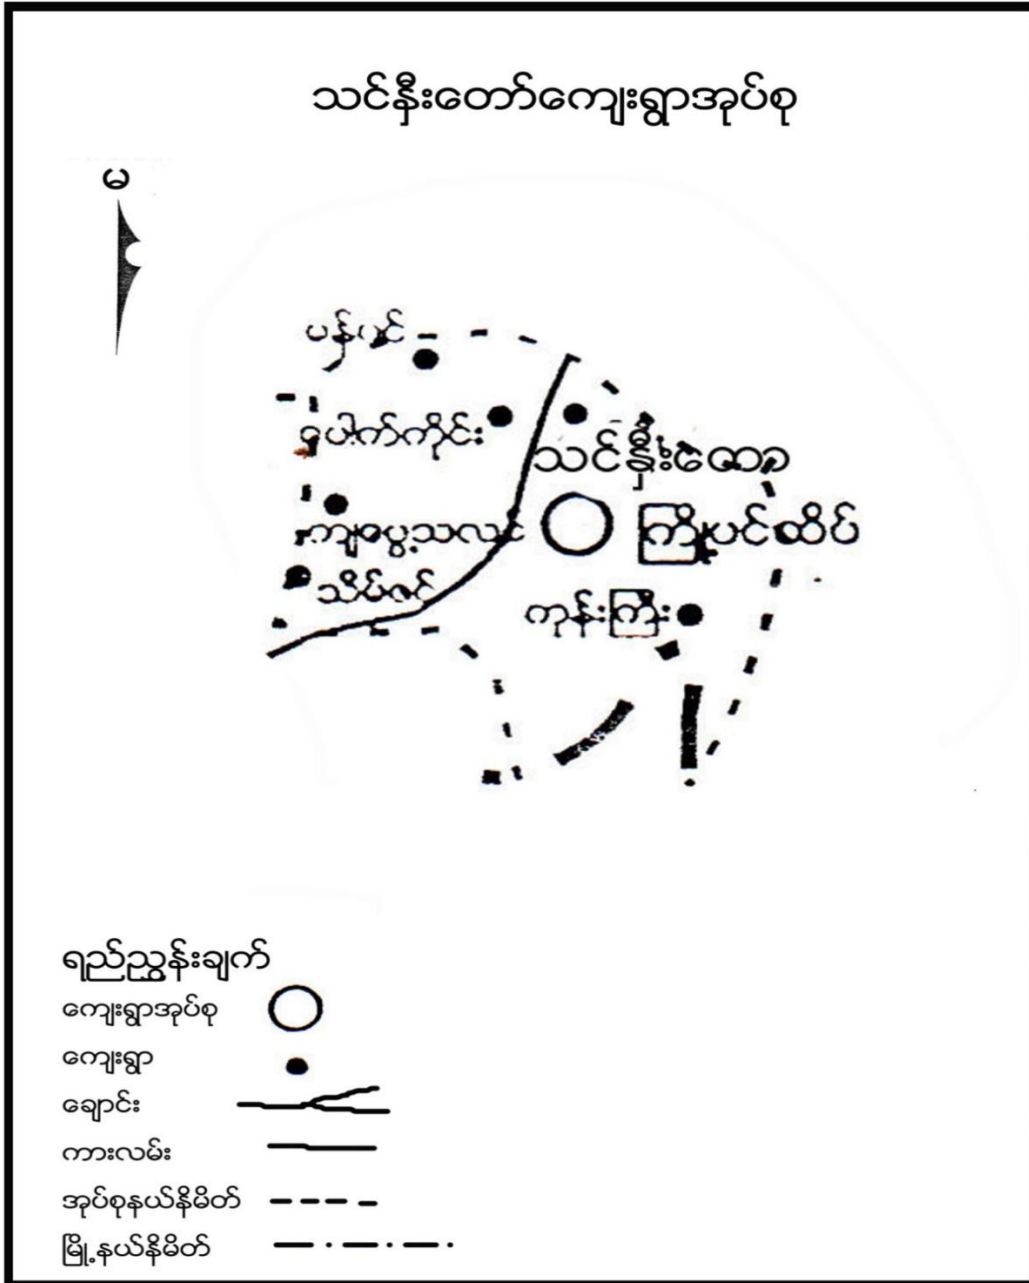 သင်နှီးတော်ကျေးရွာအုပ်စု
မ
ပန်ပွင်
ပေါက်ကိုင်း
သင်နှီးတော
ကြို့ပင်ထိပ်
ကျပွေ့သလင်
သိမ်ဇင်
ကုန်းကြီး
ရည်ညွှန်းချက်
ကျေးရွာအုပ်စု
ကျေးရွာ
ချောင်း
ကားလမ်း
အုပ်စုနယ်နိမိတ်
မြို့နယ်နိမိတ်